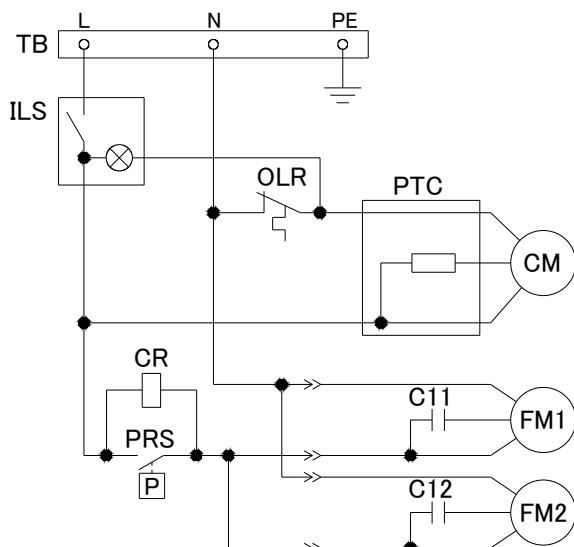 L N PE
TB
ILS
OLR
PTC
CM
CR
C11
FM1
PRS
P
C12
FM2